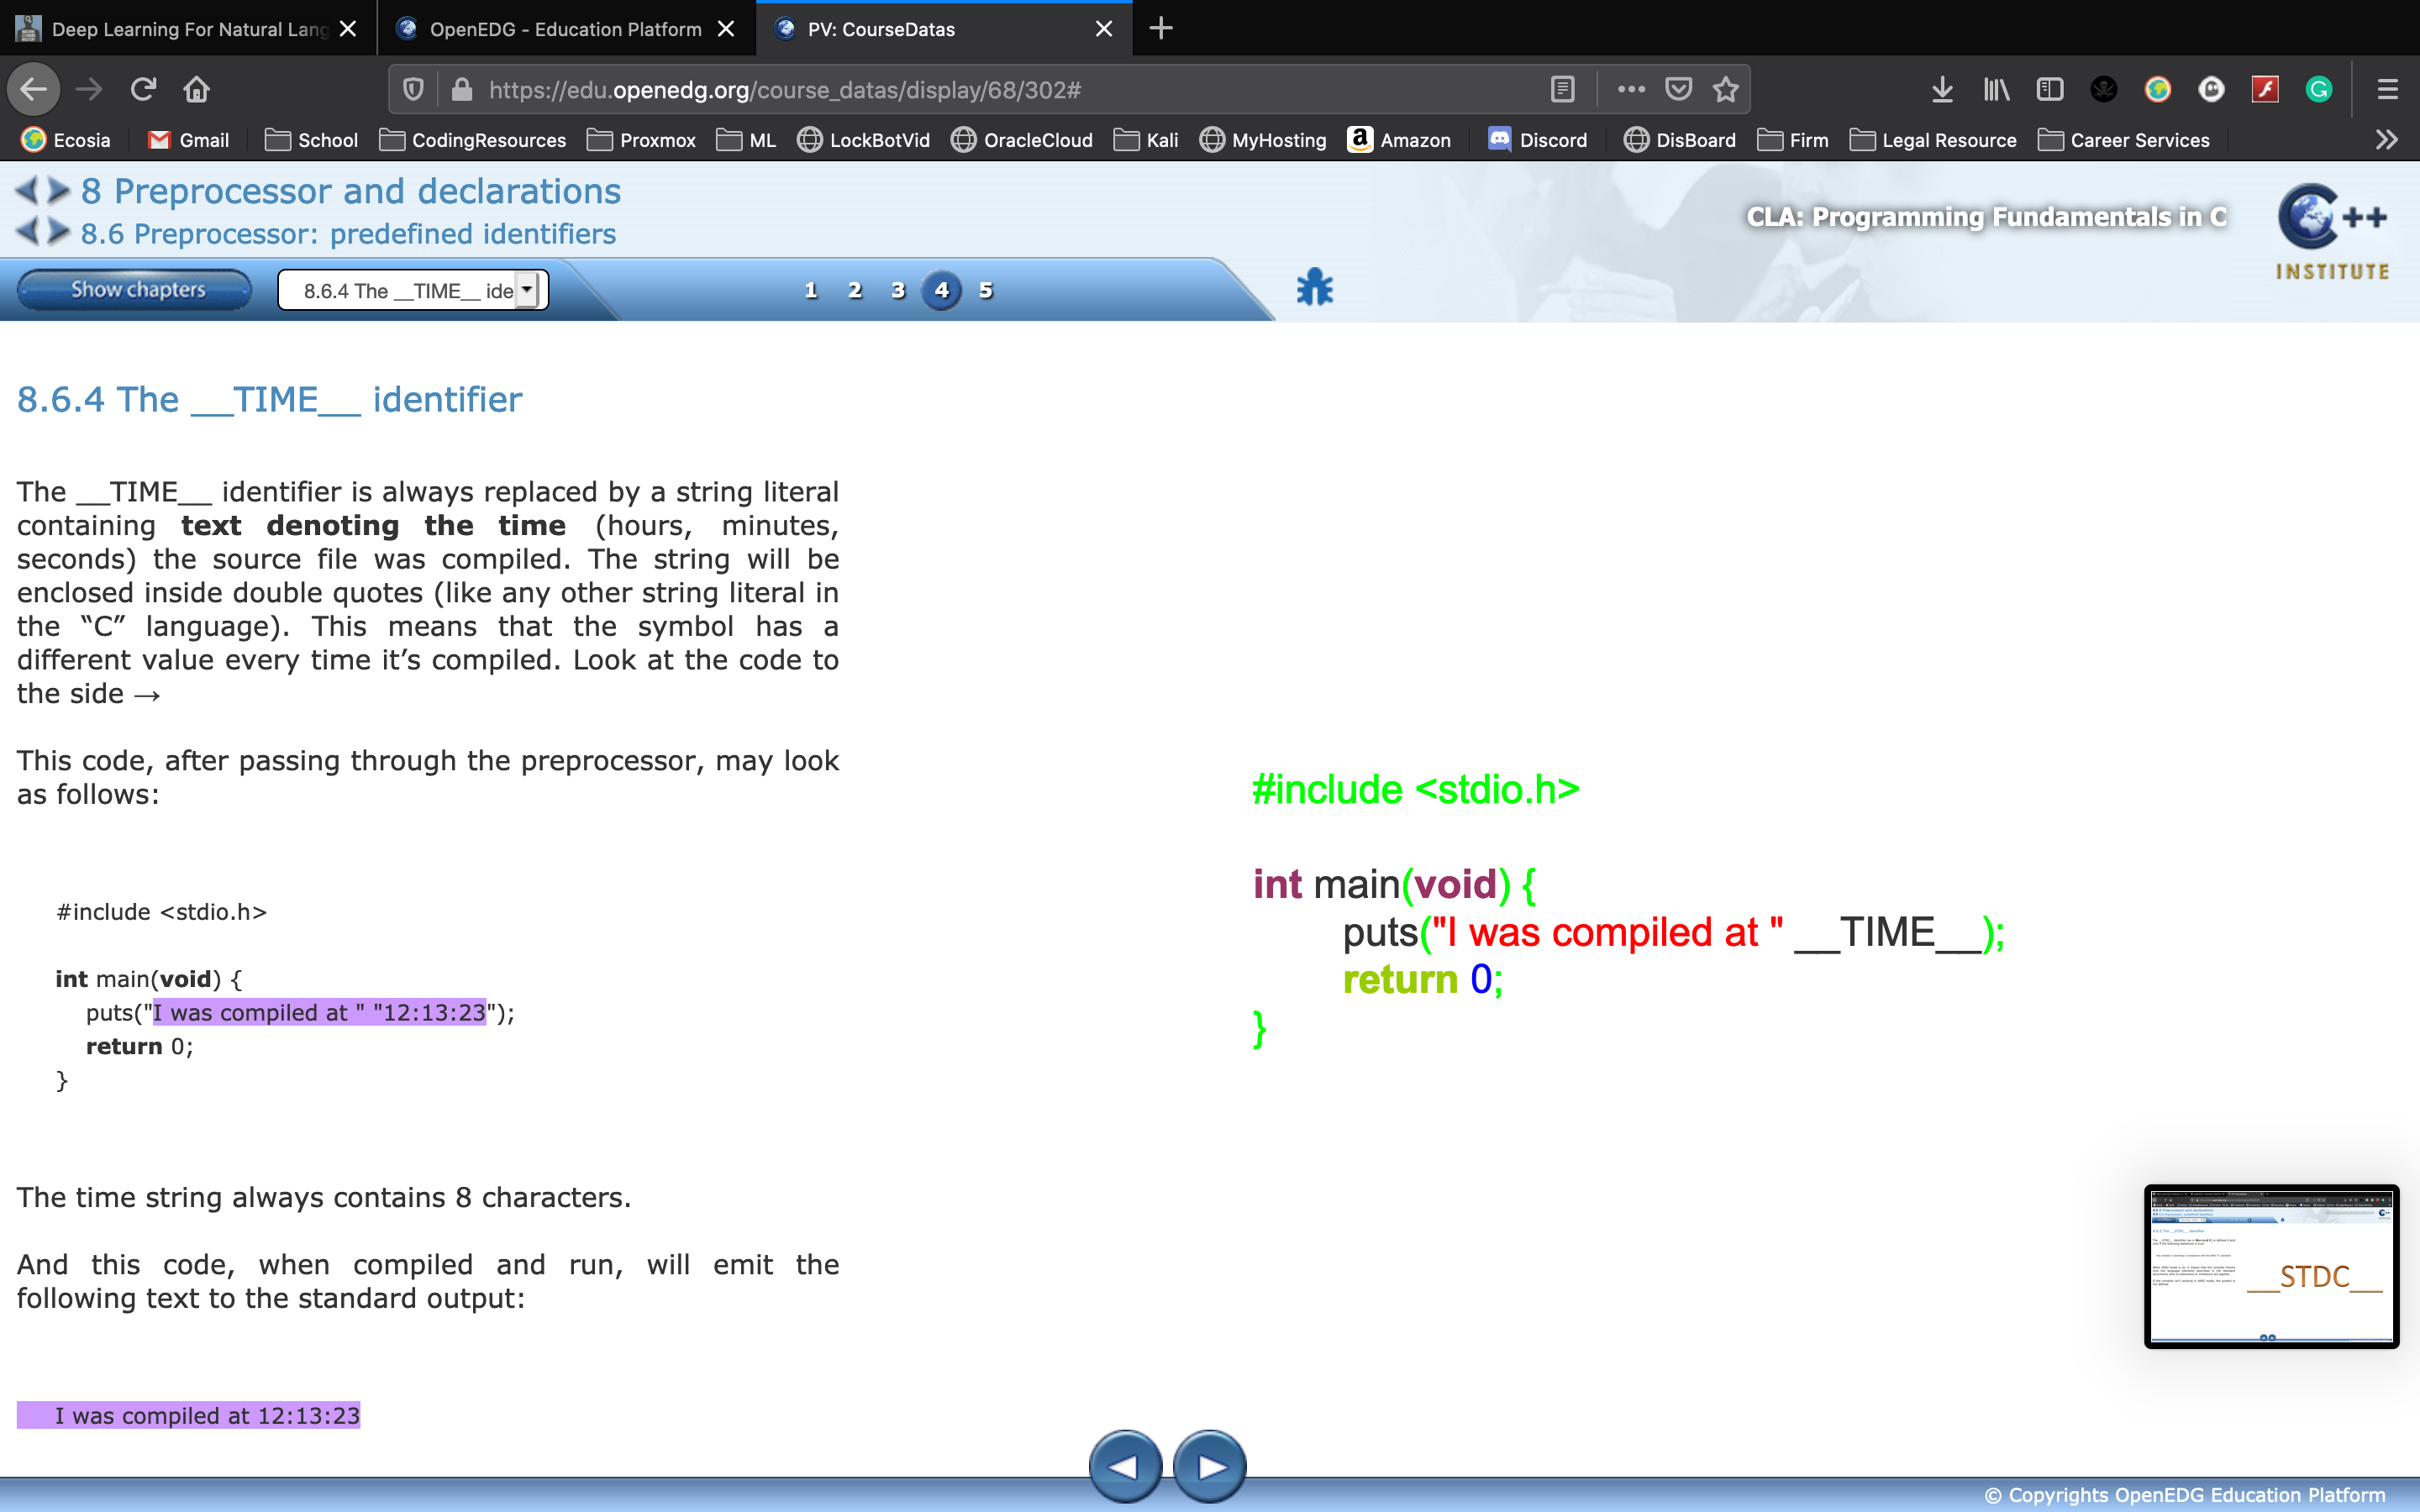 Deep Learning For Natural Lang
OpenEDG - Education Platform
PV: CourseDatas
https://edu.openedg.org/course_datas/display/68/302#
Ecosia Gmail School CodingResources Proxmox ML LockBotVid OracleCloud Kali MyHosting Amazon Discord DisBoard Firm Legal Resource Career Services
8 Preprocessor and declarations
8.6 Preprocessor: predefined identifiers
CLA: Programming Fundamentals in C
C++
INSTITUTE
Show chapters
8.6.4 The __TIME__ ide
1 2 3 4 5
8.6.4 The __TIME__ identifier
The __TIME__ identifier is always replaced by a string literal
containing text denoting the time (hours, minutes,
seconds) the source file was compiled. The string will be
enclosed inside double quotes (like any other string literal in
the “C” language). This means that the symbol has a
different value every time it’s compiled. Look at the code to
the side →
This code, after passing through the preprocessor, may look
as follows:
#include <stdio.h>
int main(void) {
puts("I was compiled at " "12:13:23");
return 0;
}
The time string always contains 8 characters.
And this code, when compiled and run, will emit the
following text to the standard output:
I was compiled at 12:13:23
#include <stdio.h>
int main(void) {
puts("I was compiled at " __TIME__);
return 0;
}
__STDC__
© Copyrights OpenEDG Education Platform